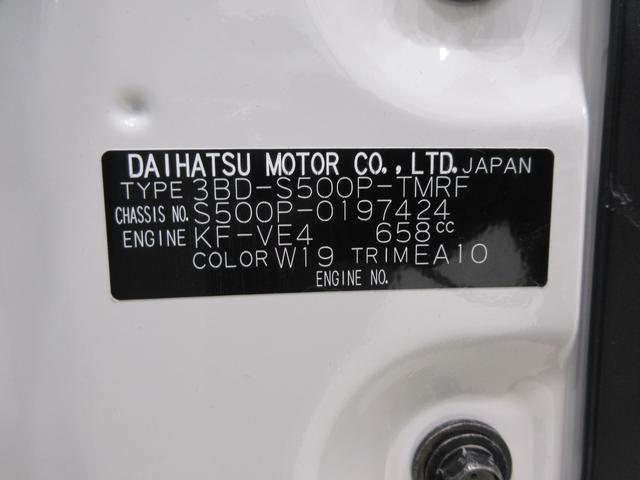 DAIHATSU MOTOR CO.,LTD. JAPAN
TYPE 3BD-S500P-TMRF
CHASSIS NO. S500P-0197424
ENGINE KF-VE4 658cc
COLOR W19 TRIM EA10
ENGINE NO.